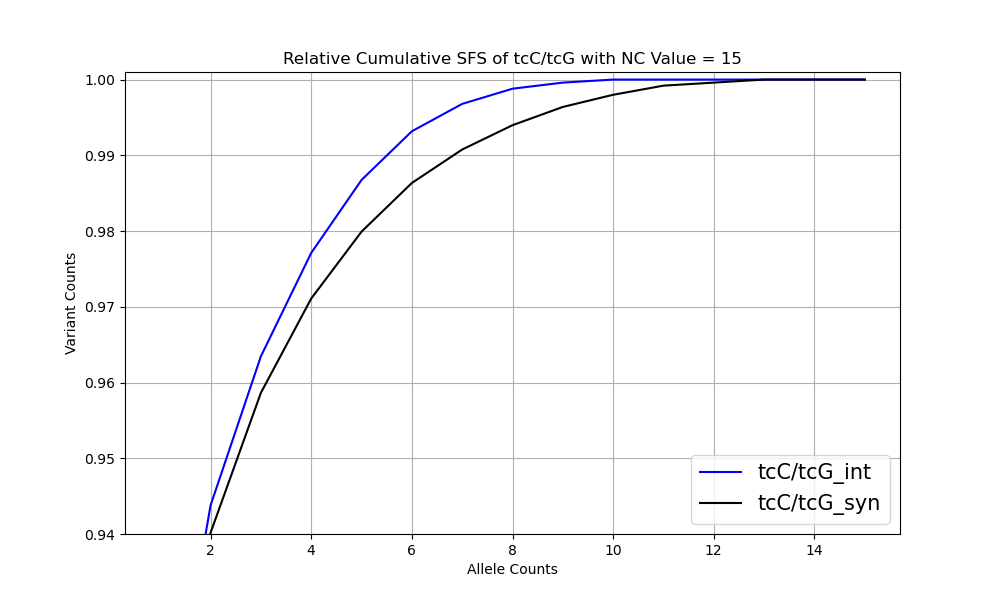 Relative Cumulative SFS of tcC/tcG with NC Value = 15
1.00
0.99
0.98
0.97
0.96
0.95
0.94
Variant Counts
2 4 6 8 10 12 14
Allele Counts
tcC/tcG_int
tcC/tcG_syn